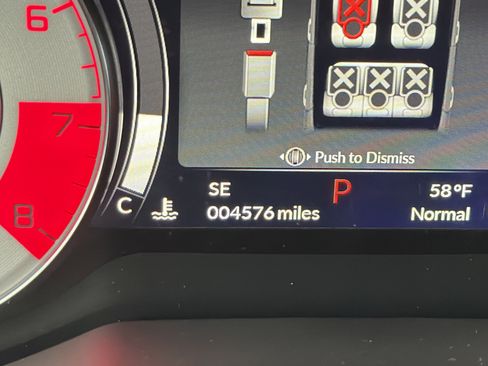 6
7
8
Push to Dismiss
SE P 58°F
C 004576 miles Normal